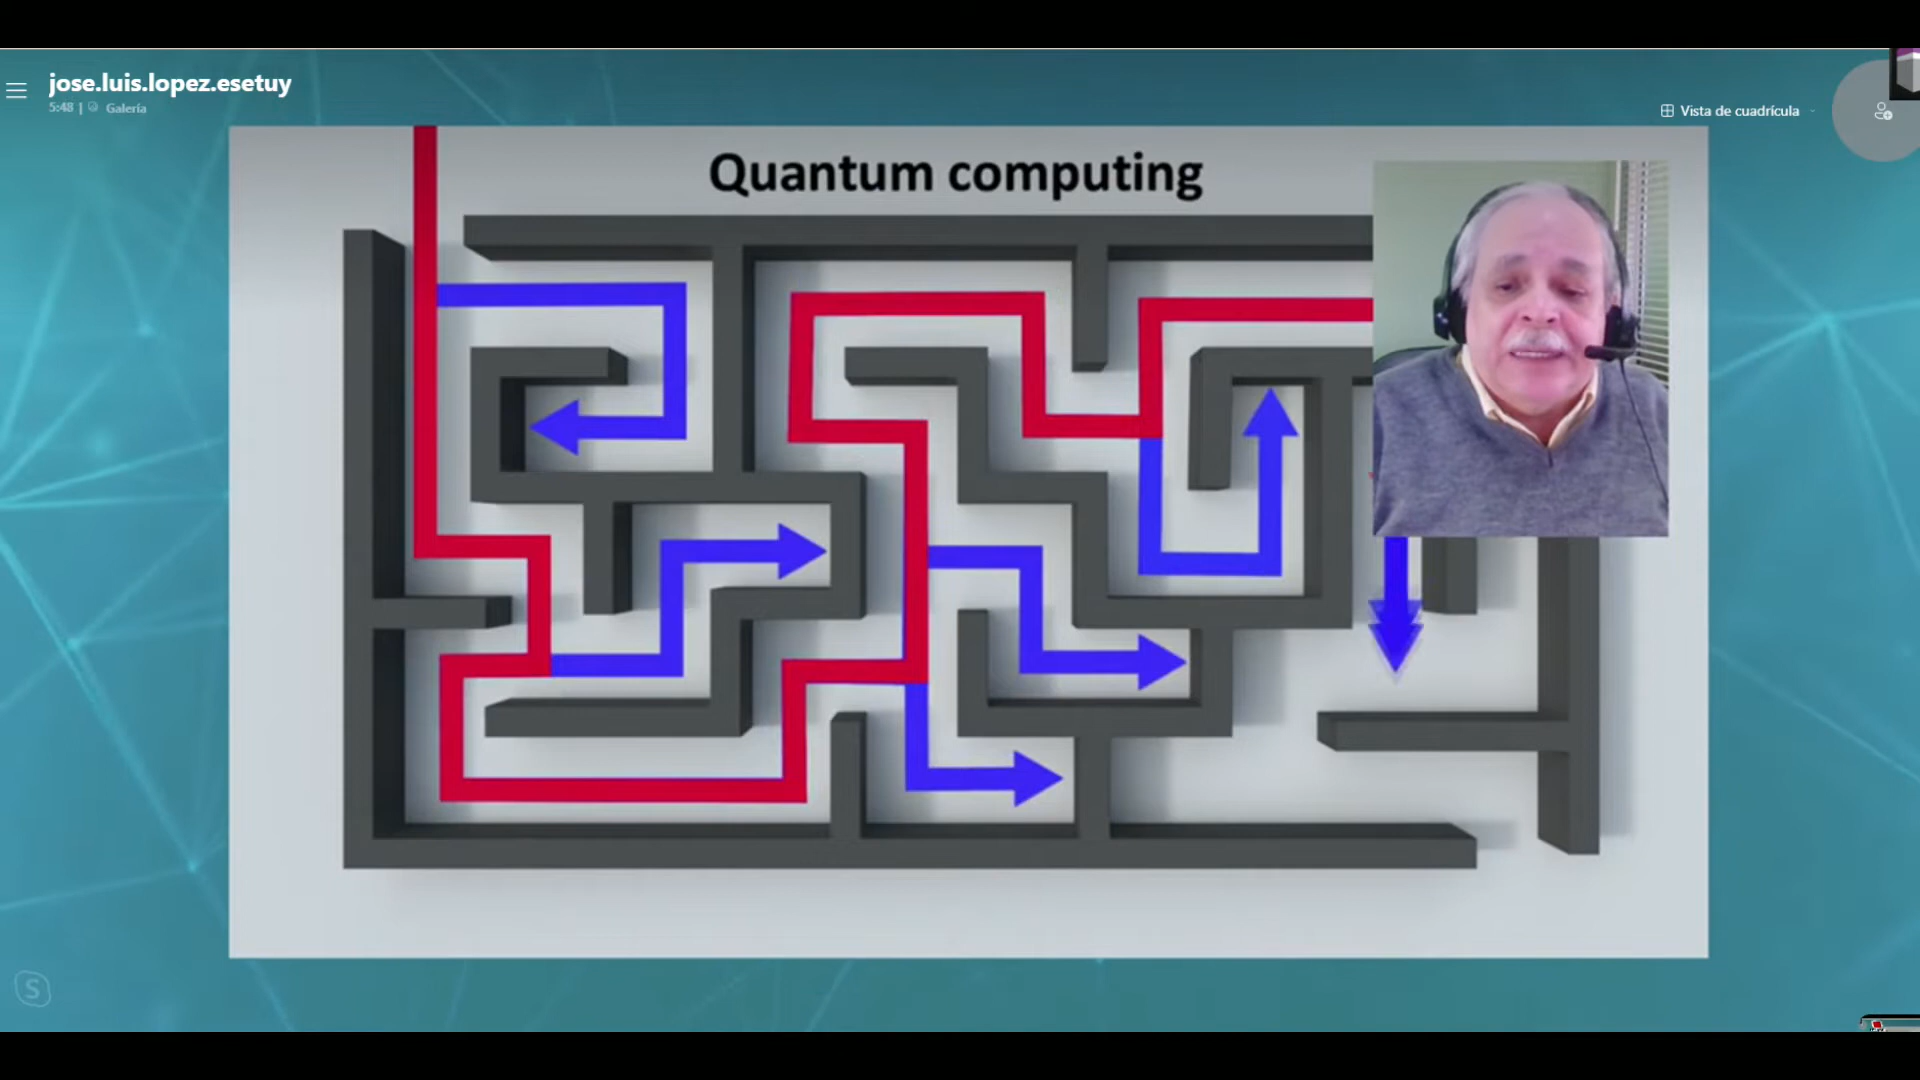 jose.luis.lopez.esetuy
5:48 | Galería
Vista de cuadrícula
Quantum computing
S